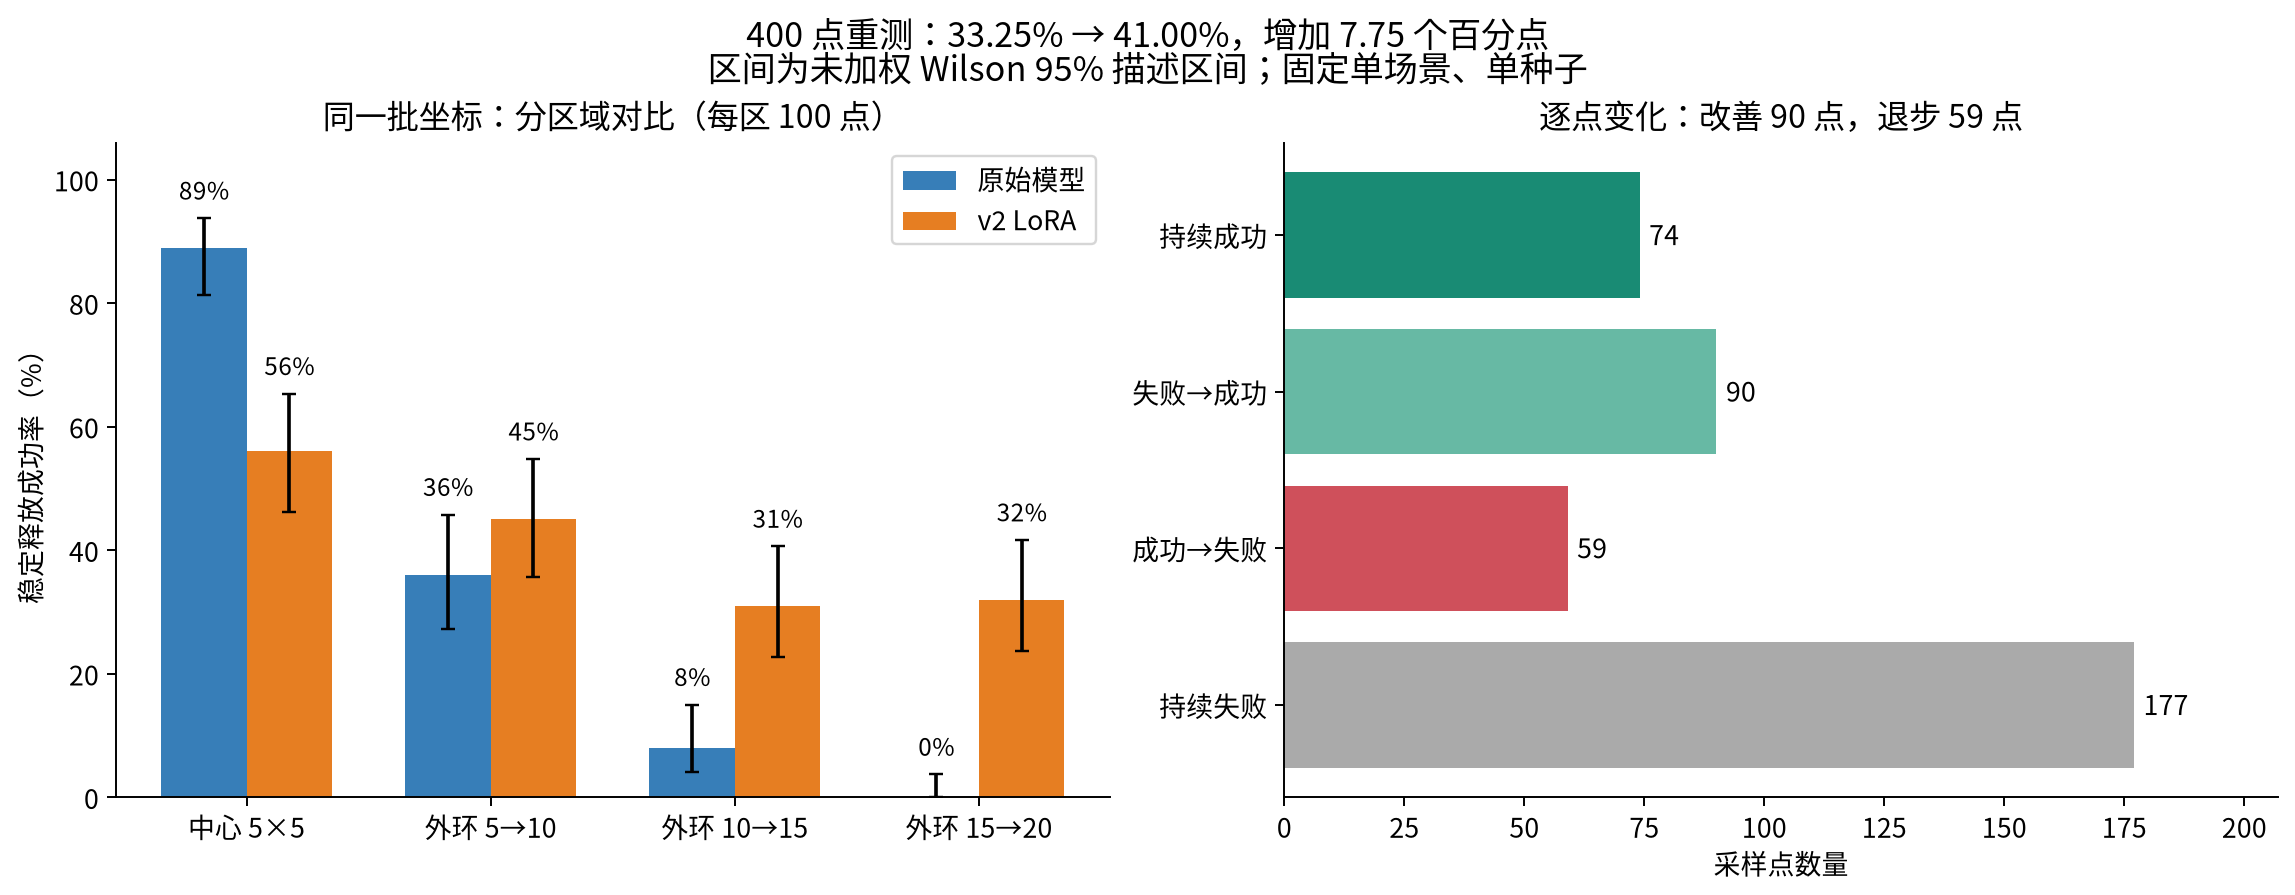 400 点重测：33.25% → 41.00%，增加 7.75 个百分点
区间为未加权 Wilson 95% 描述区间；固定单场景、单种子
同一批坐标：分区域对比（每区 100 点）
稳定释放成功率（%）
100
80
60
40
20
0
原始模型
v2 LoRA
89%
56%
36%
45%
8%
31%
0%
32%
中心 5×5
外环 5→10
外环 10→15
外环 15→20
逐点变化：改善 90 点，退步 59 点
持续成功
74
失败→成功
90
成功→失败
59
持续失败
177
0
25
50
75
100
125
150
175
200
采样点数量